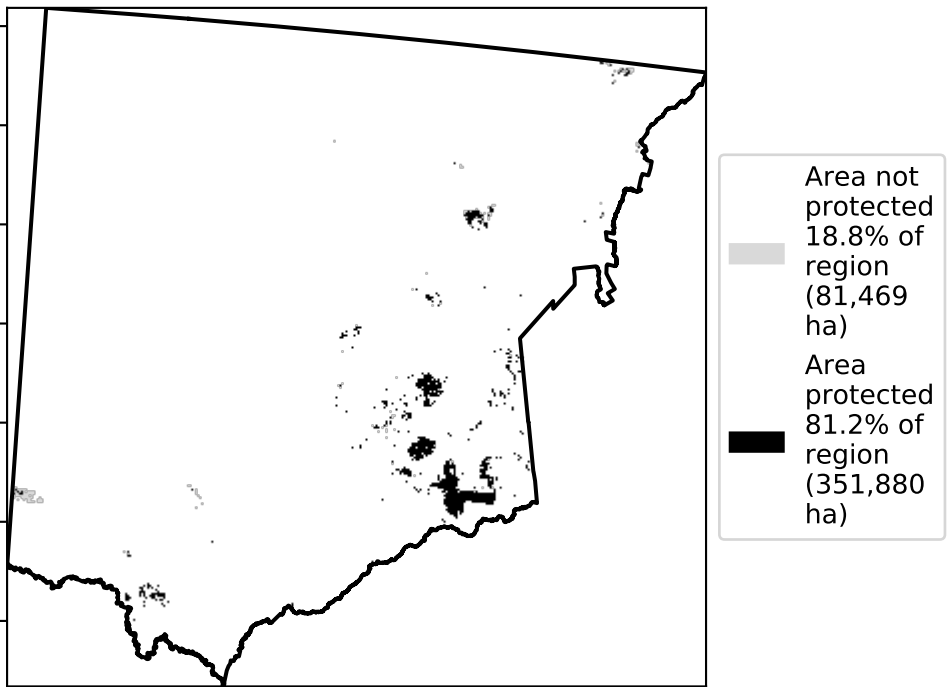 Area not
protected
18.8% of
region
(81,469
ha)
Area
protected
81.2% of
region
(351,880
ha)